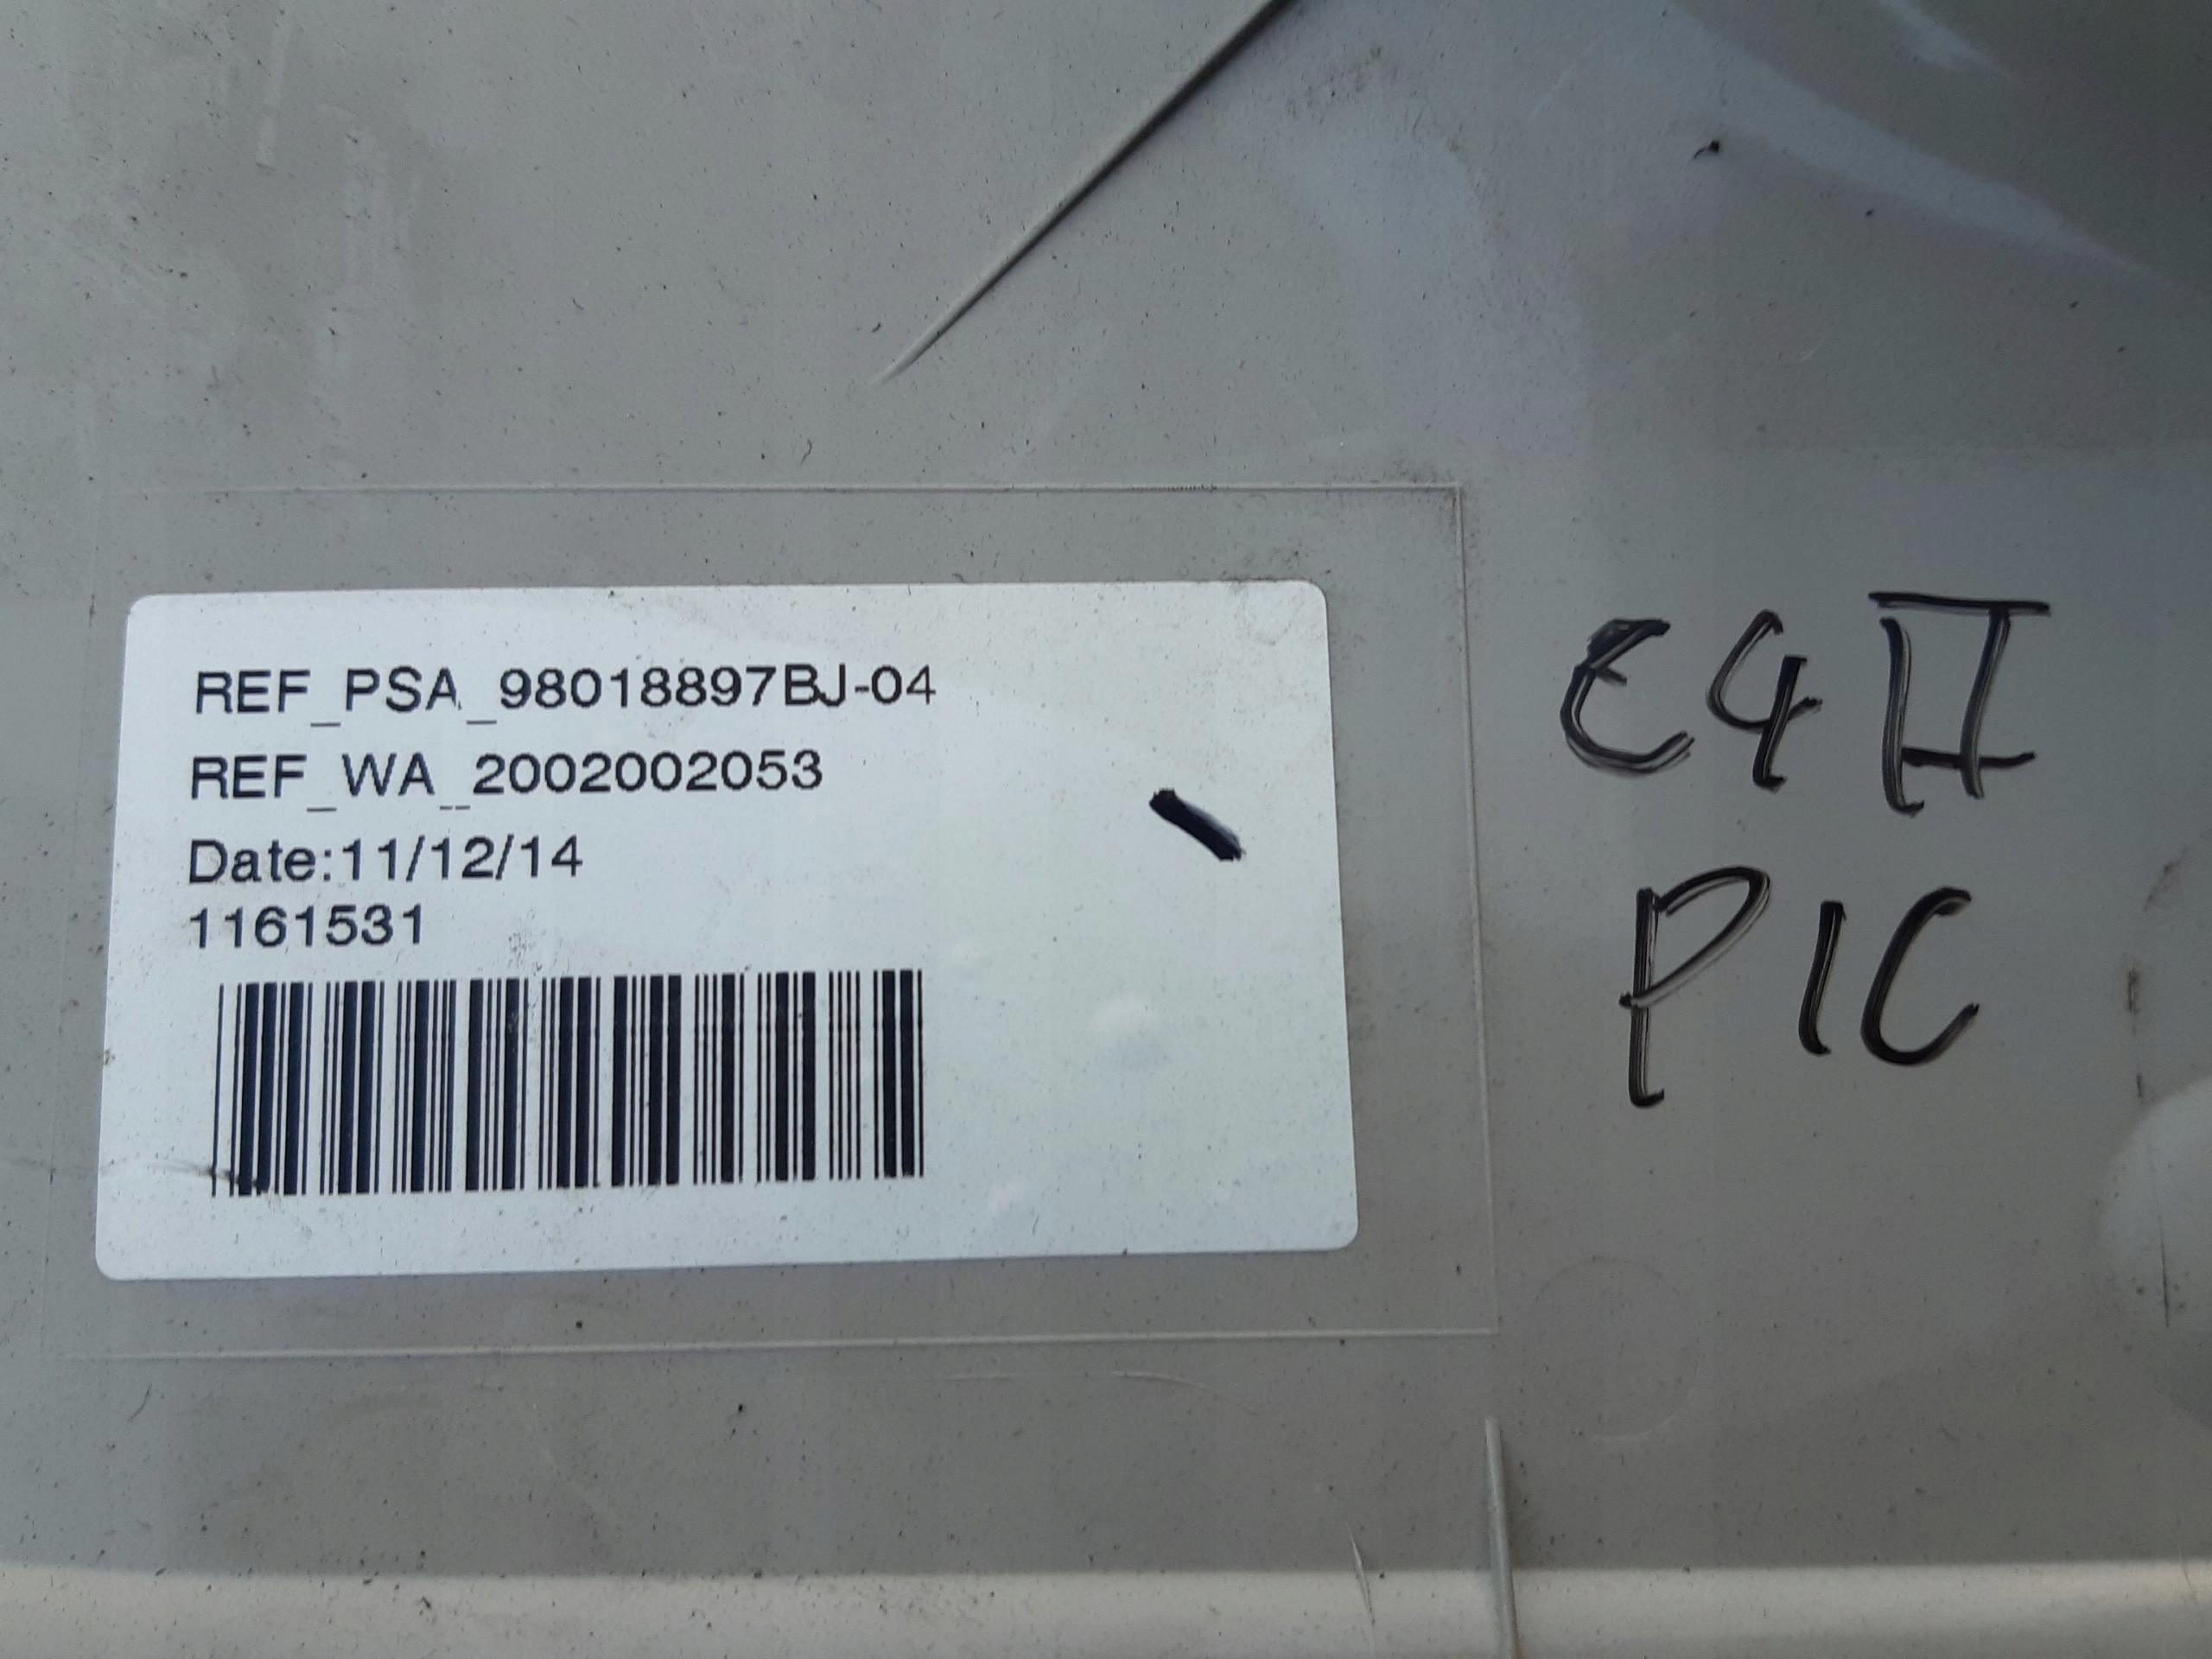 REF_PSA_98018897BJ-04
REF_WA_2002002053
Date:11/12/14
1161531
C4 II
PIC